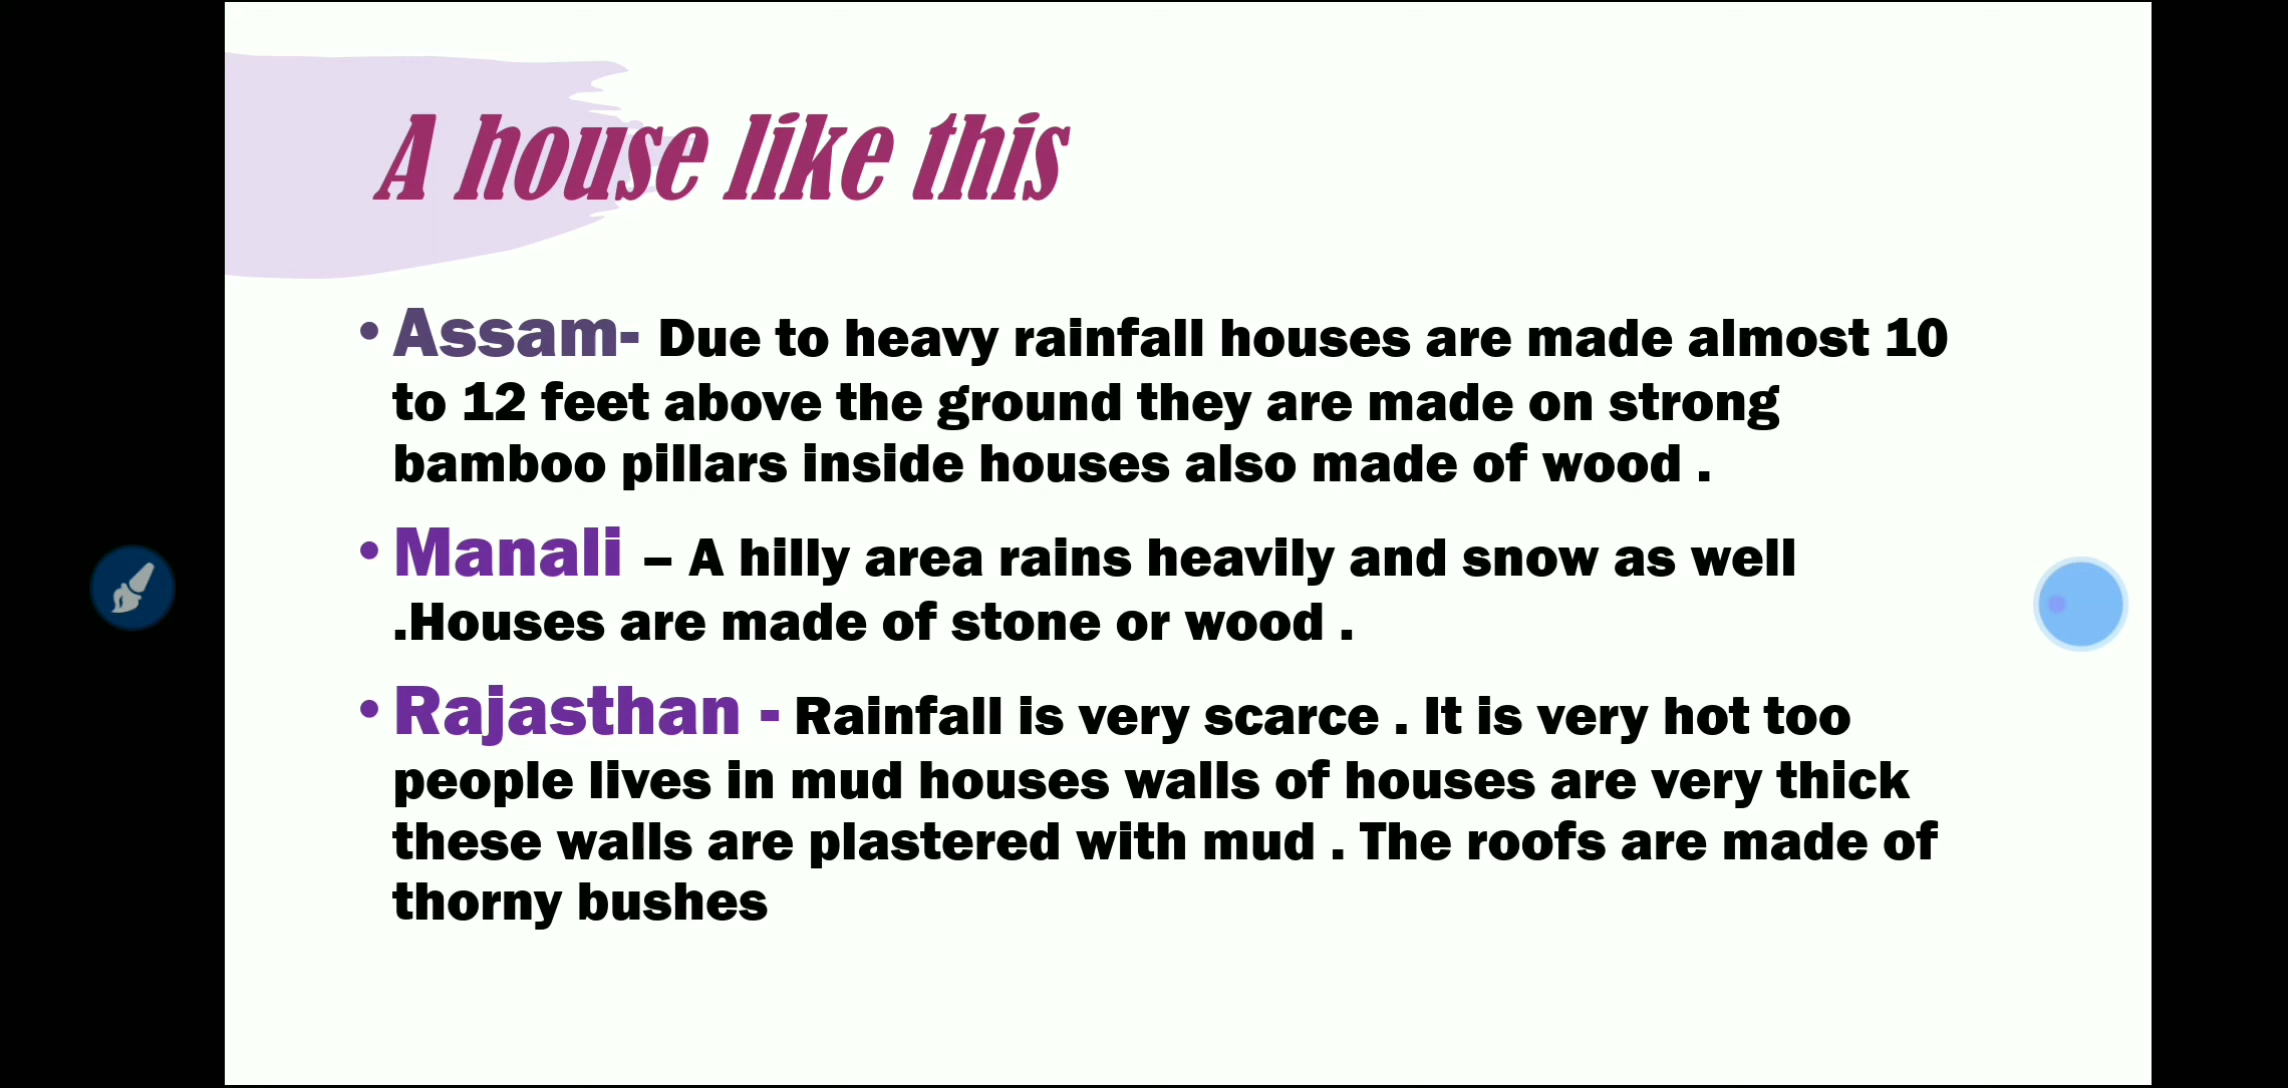 A house like this
• Assam- Due to heavy rainfall houses are made almost 10
to 12 feet above the ground they are made on strong
bamboo pillars inside houses also made of wood .
• Manali – A hilly area rains heavily and snow as well
.Houses are made of stone or wood .
• Rajasthan - Rainfall is very scarce . It is very hot too
people lives in mud houses walls of houses are very thick
these walls are plastered with mud . The roofs are made of
thorny bushes